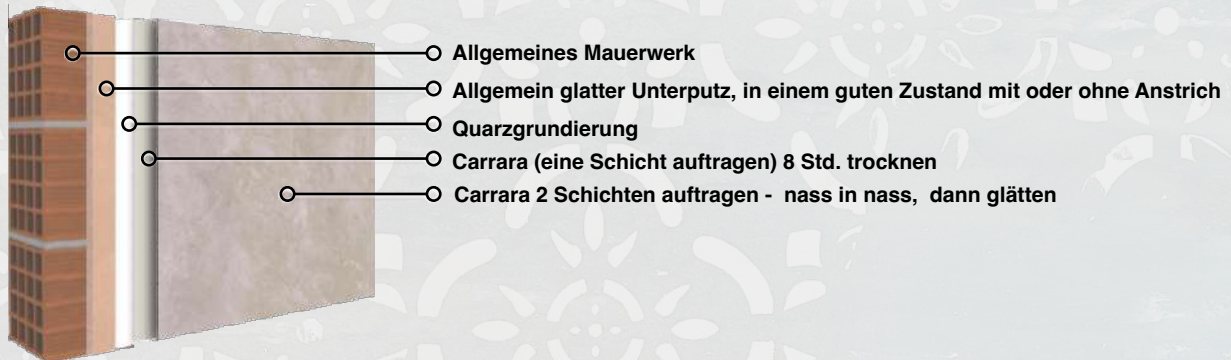 Allgemeines Mauerwerk
Allgemein glatter Unterputz, in einem guten Zustand mit oder ohne Anstrich
Quarzgrundierung
Carrara (eine Schicht auftragen) 8 Std. trocknen
Carrara 2 Schichten auftragen - nass in nass, dann glätten